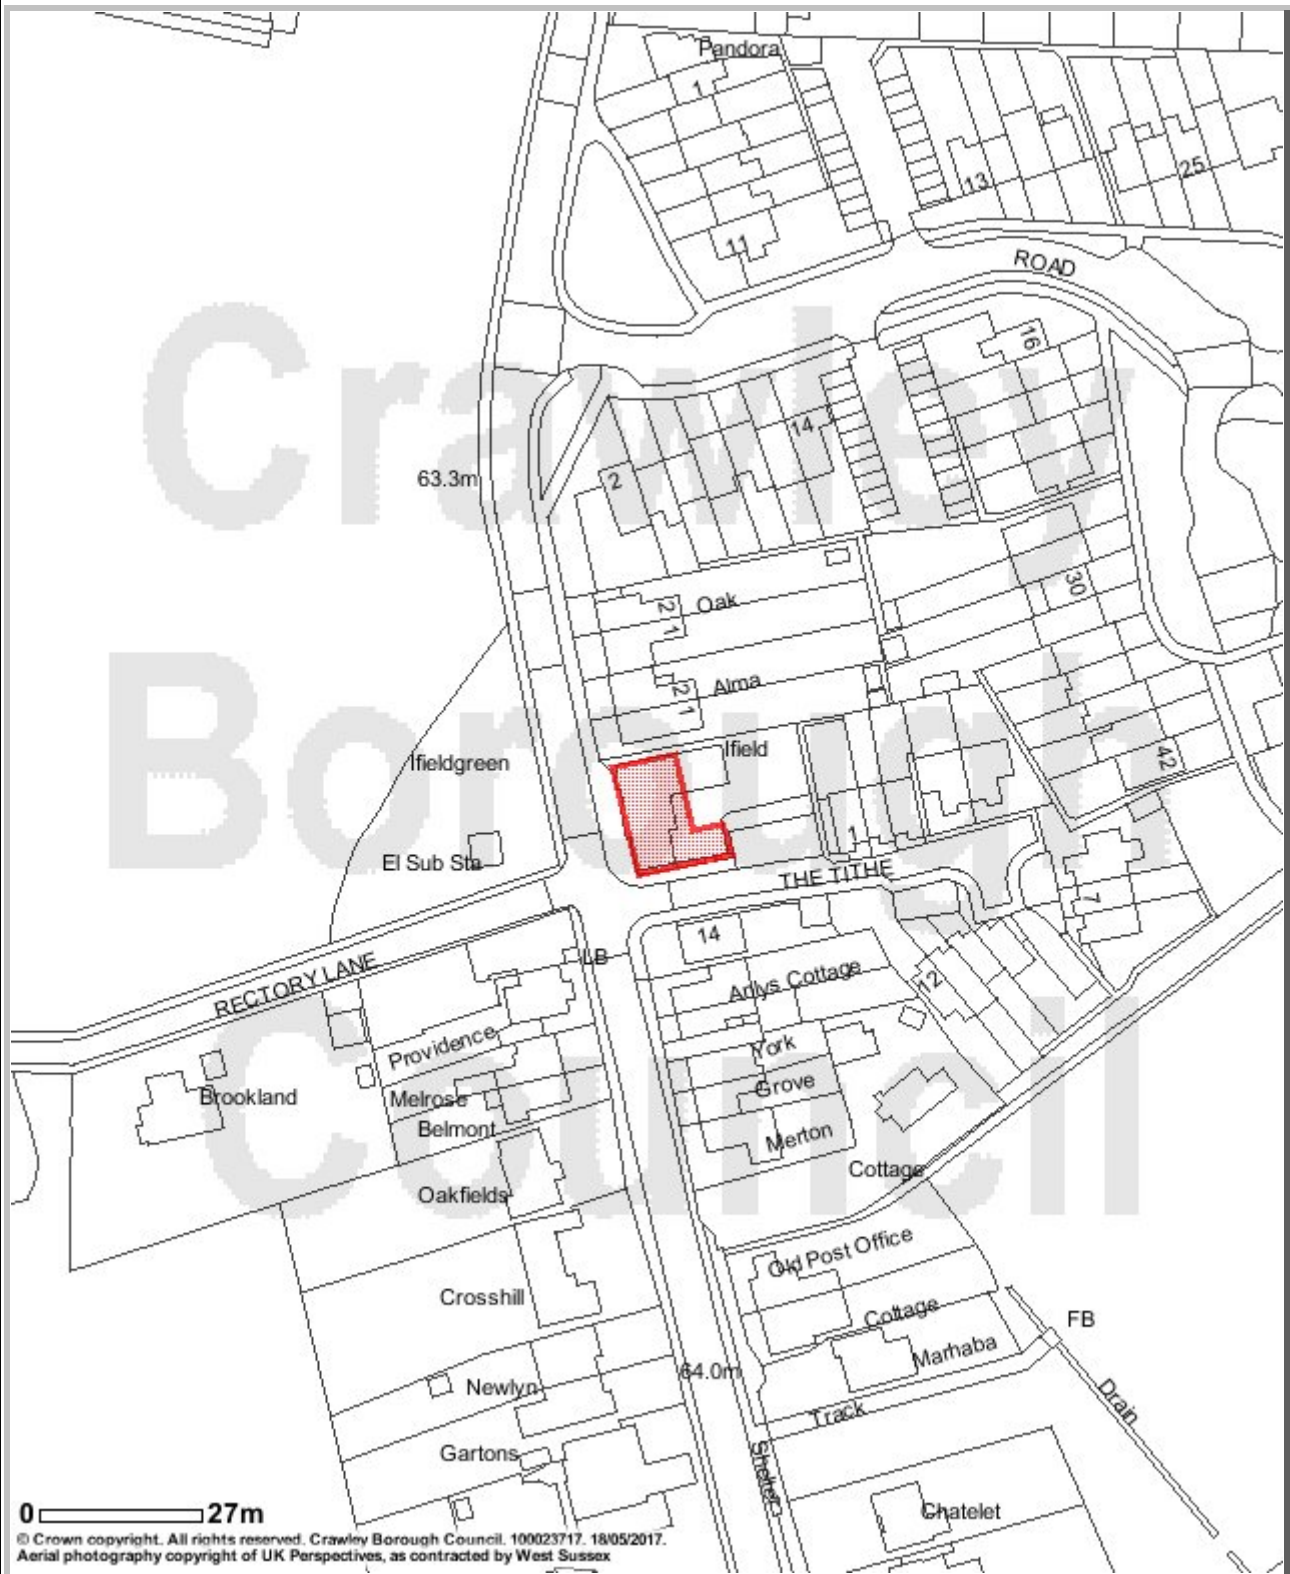 Pandora
1
25
13
11
ROAD
16
Crawley
14
63.3m
2
30
Oak
2
1
Alma
2
1
Borough
Ifield
42
Ifieldgreen
1
El Sub Sta
THE TITHE
7
14
LB
Arlys Cottage
12
RECTORY LANE
Providence
York
Council
Grove
Brookland
Melrose
Belmont
Merton
Cottage
Oakfields
Old Post Office
Crosshill
Cottage
FB
Marhaba
64.0m
Newlyn
Drain
Track
Gartons
Shelter
Chatelet
0 27m
© Crown copyright. All rights reserved. Crawley Borough Council. 100023717. 18/05/2017.
Aerial photography copyright of UK Perspectives, as contracted by West Sussex